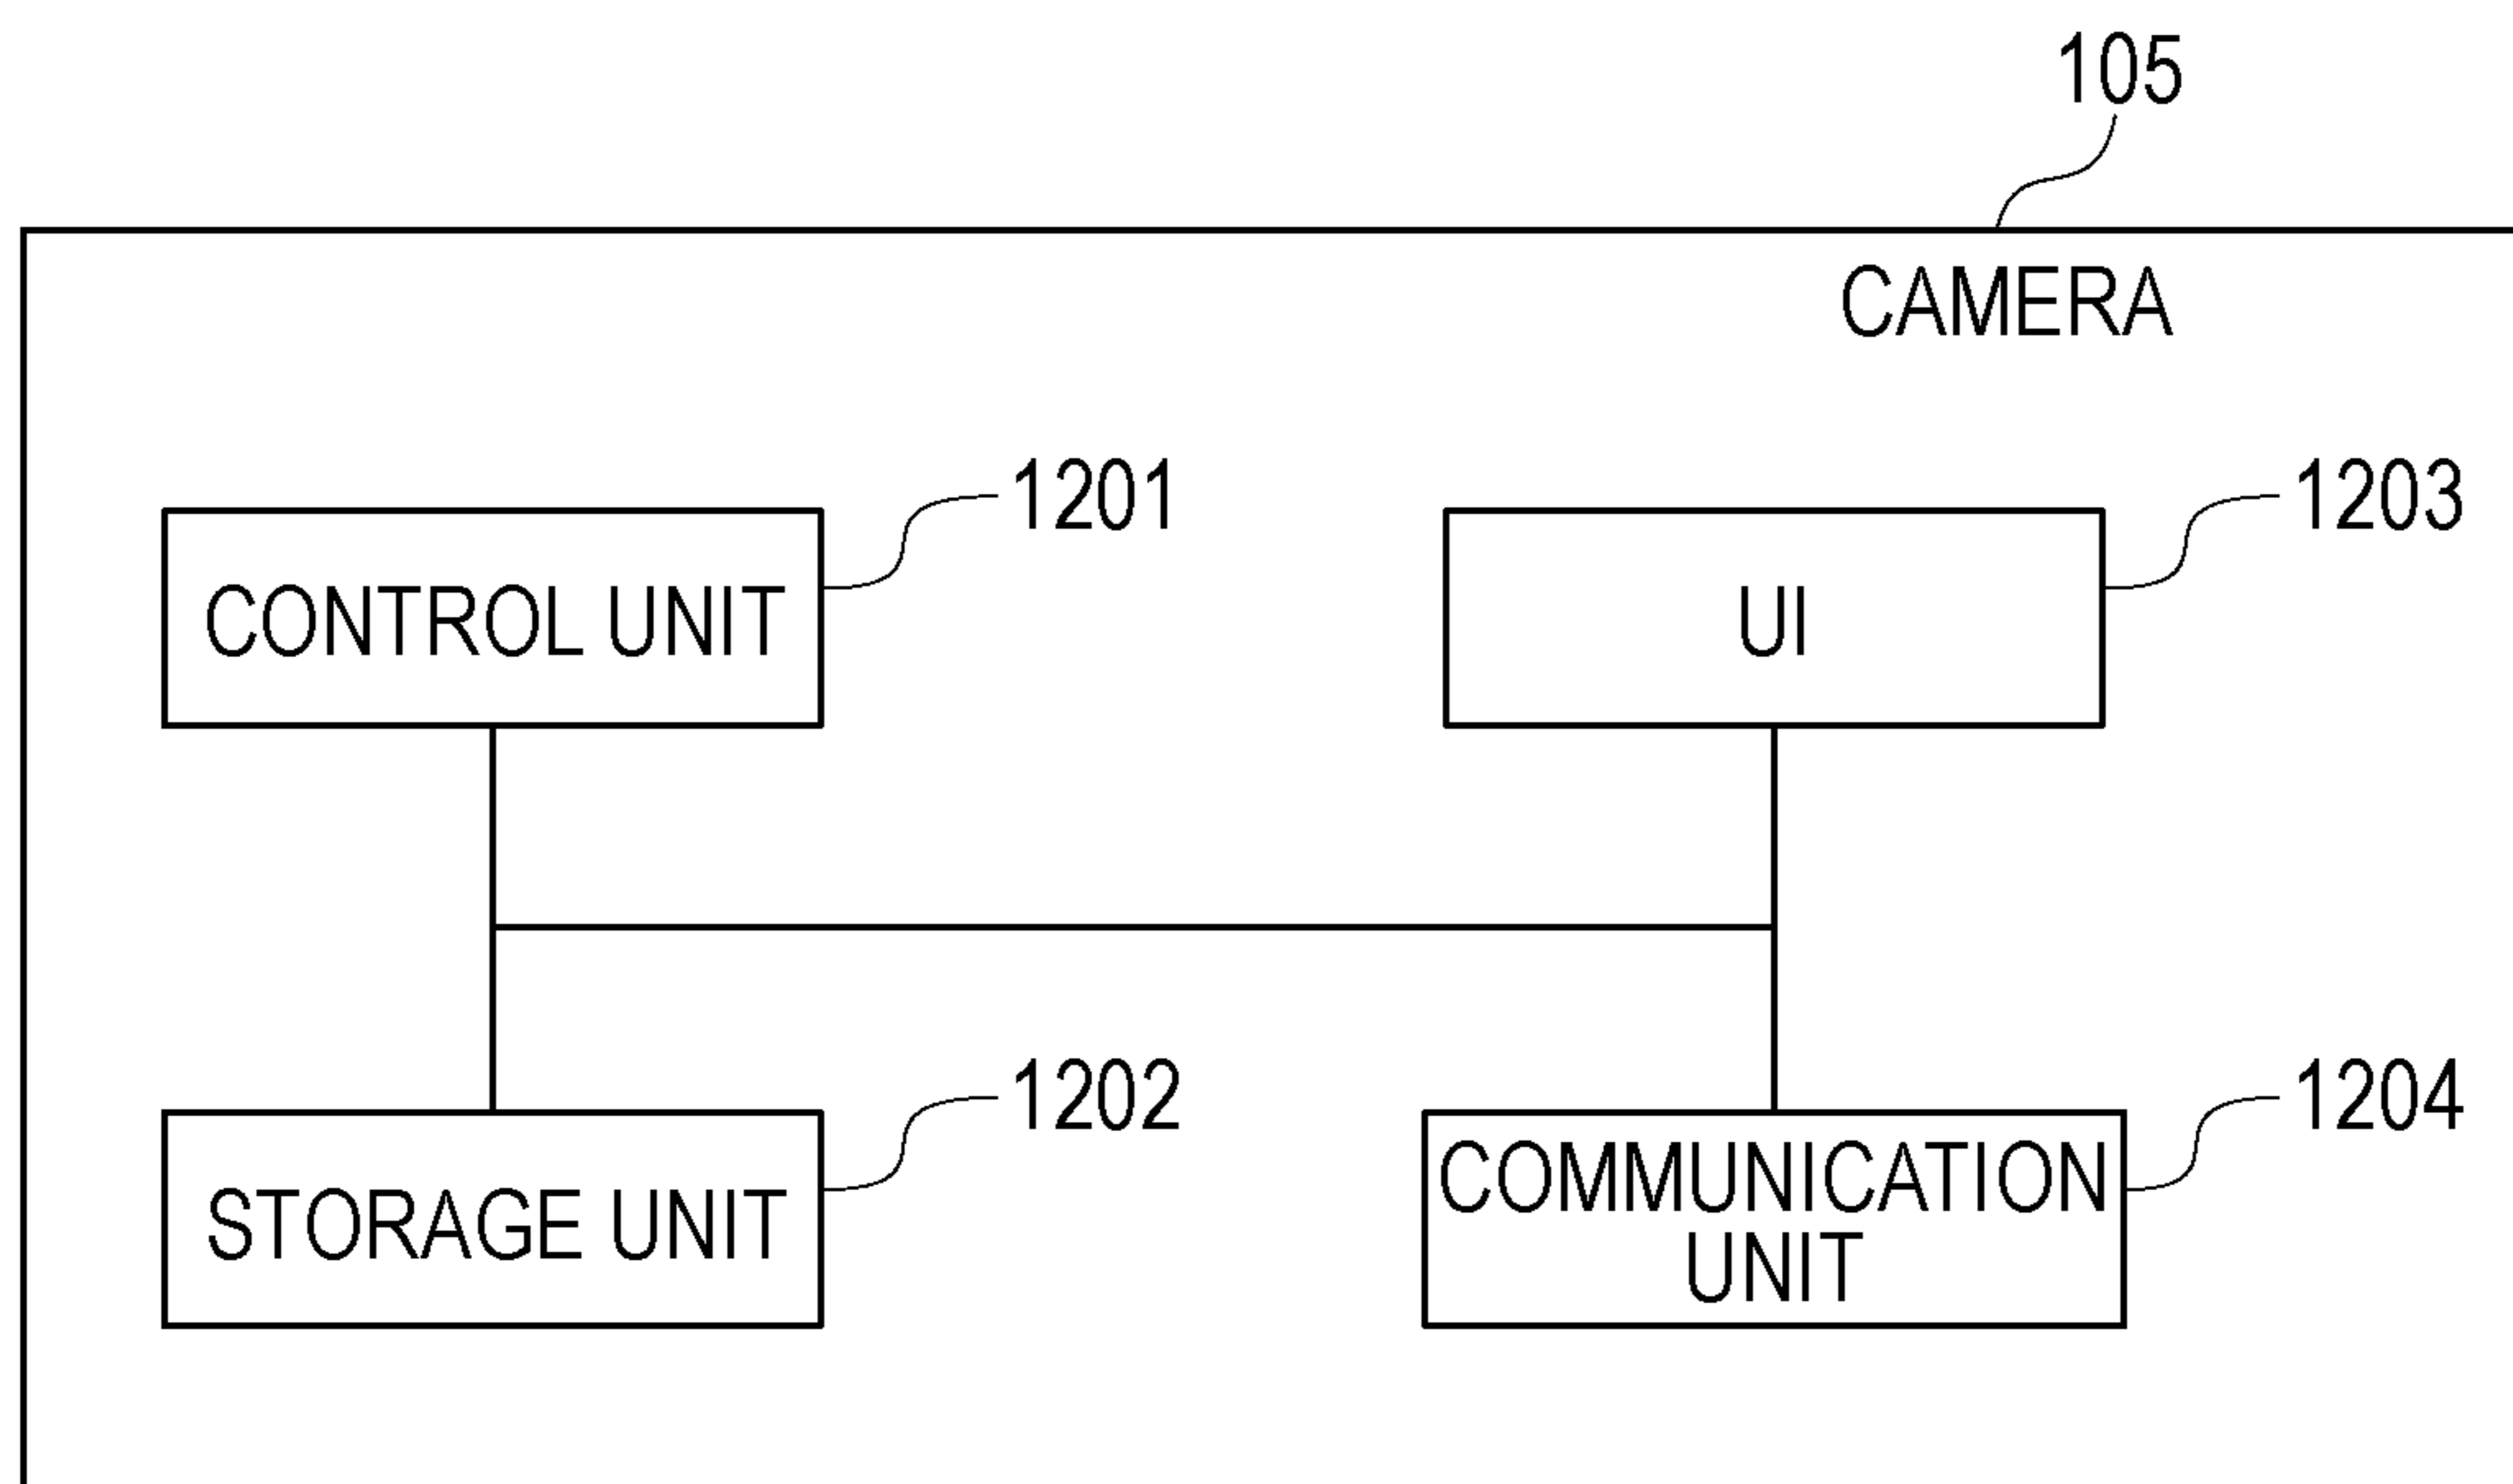 105
CAMERA
1201
1203
CONTROL UNIT
UI
1202
1204
STORAGE UNIT
COMMUNICATION
UNIT